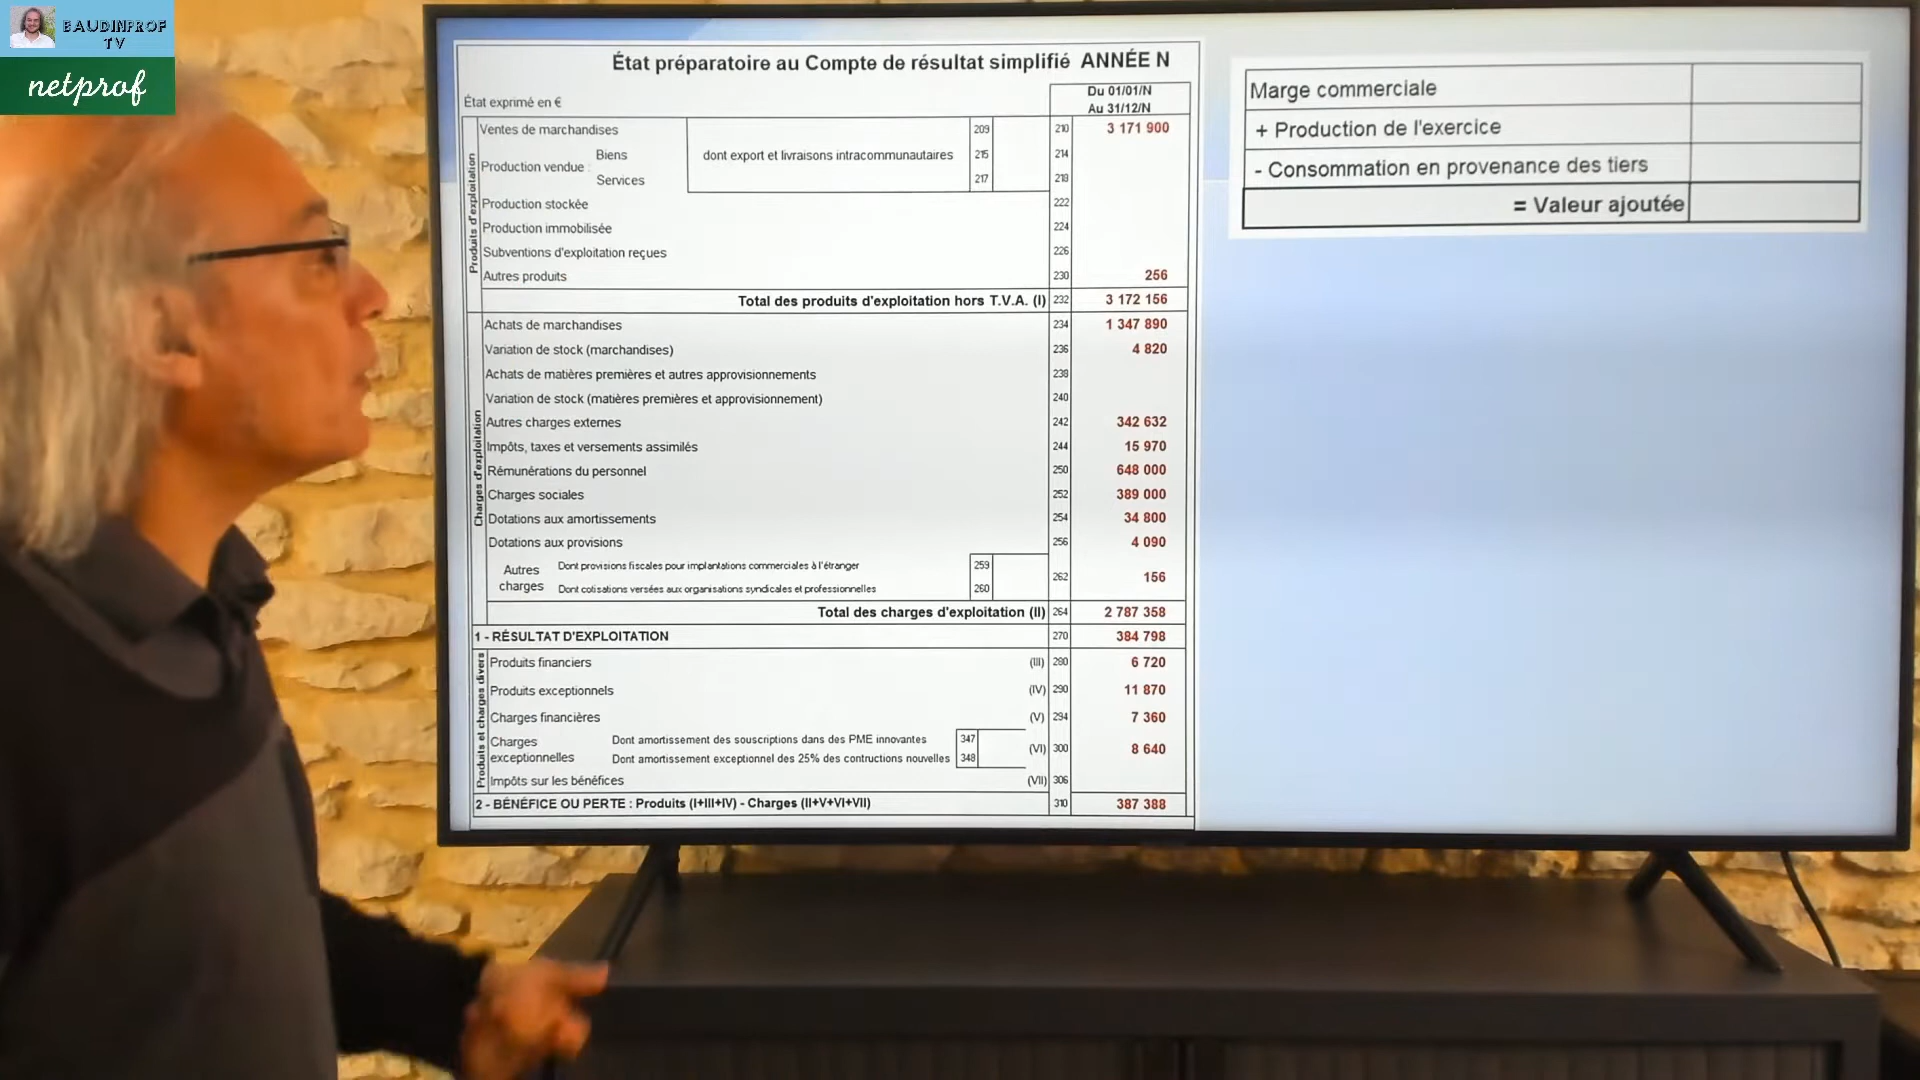 BAUDINPROF
TV
netprof
État préparatoire au Compte de résultat simplifié ANNÉE N
État exprimé en €
Du 01/01/N
Au 31/12/N
Produits d'exploitation
Ventes de marchandises 209 210 3 171 900
Production vendue : Biens dont export et livraisons intracommunautaires 215 214
Services 217 218
Production stockée 222
Production immobilisée 224
Subventions d'exploitation reçues 226
Autres produits 230 256
Total des produits d'exploitation hors T.V.A. (I) 232 3 172 156
Charges d'exploitation
Achats de marchandises 234 1 347 890
Variation de stock (marchandises) 236 4 820
Achats de matières premières et autres approvisionnements 238
Variation de stock (matières premières et approvisionnement) 240
Autres charges externes 242 342 632
Impôts, taxes et versements assimilés 244 15 970
Rémunérations du personnel 250 648 000
Charges sociales 252 389 000
Dotations aux amortissements 254 34 800
Dotations aux provisions 256 4 090
Autres charges Dont provisions fiscales pour implantations commerciales à l'étranger 259 262 156
Dont cotisations versées aux organisations syndicales et professionnelles 260
Total des charges d'exploitation (II) 264 2 787 358
1 - RÉSULTAT D'EXPLOITATION 270 384 798
Produits et charges divers
Produits financiers (III) 280 6 720
Produits exceptionnels (IV) 290 11 870
Charges financières (V) 294 7 360
Charges exceptionnelles Dont amortissement des souscriptions dans des PME innovantes 347 (VI) 300 8 640
Dont amortissement exceptionnel des 25% des contructions nouvelles 348
Impôts sur les bénéfices (VII) 306
2 - BÉNÉFICE OU PERTE : Produits (I+III+IV) - Charges (II+V+VI+VII) 310 387 388
Marge commerciale
+ Production de l'exercice
- Consommation en provenance des tiers
= Valeur ajoutée